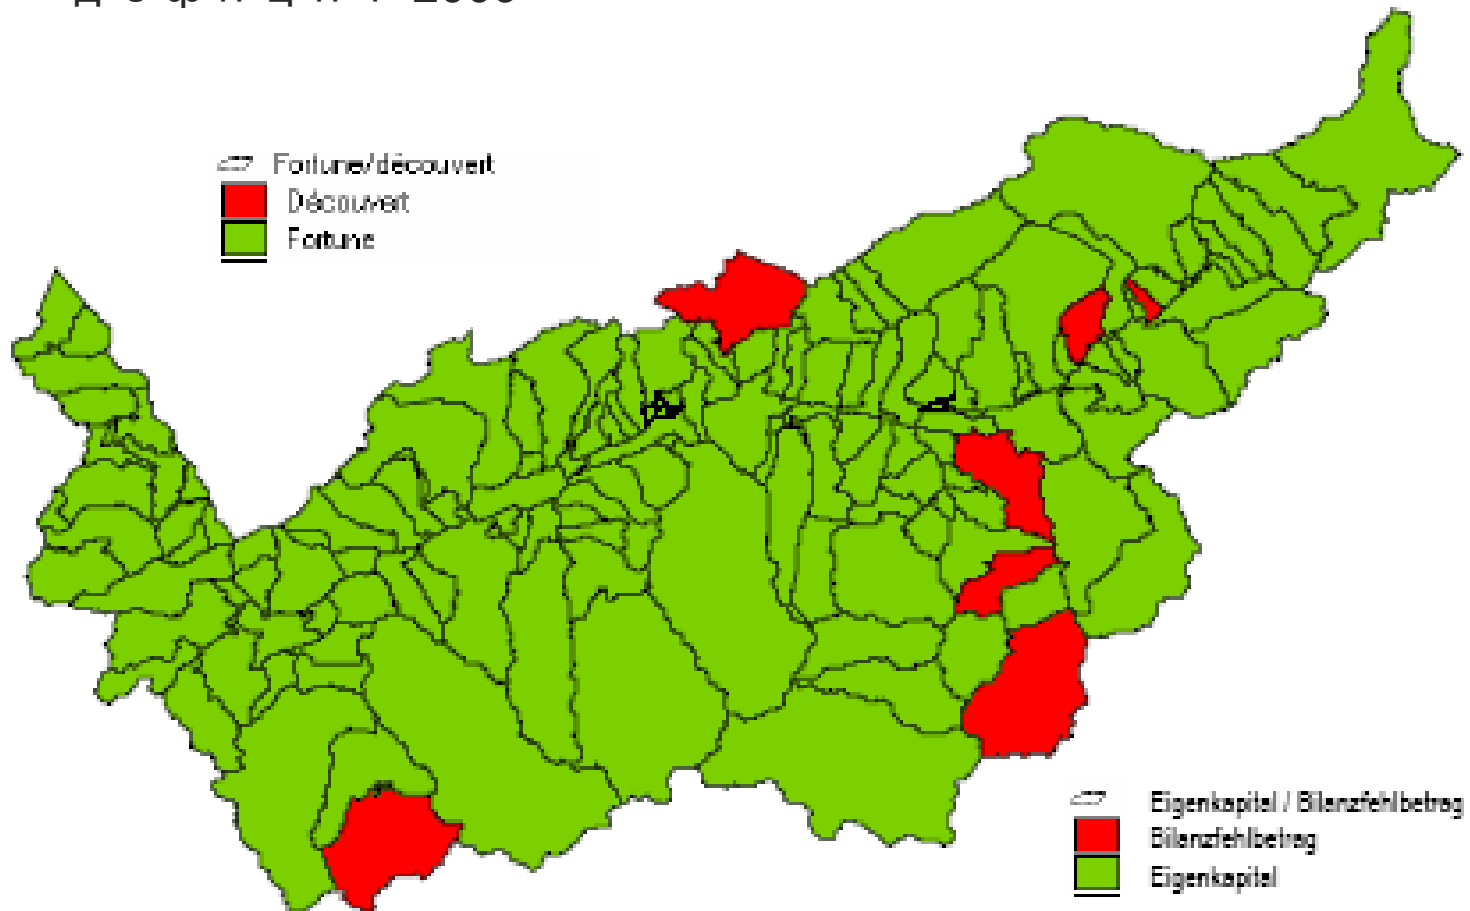 Fortune/découvert
Découvert
Fortune
Eigenkapital / Bilanzfehlbetrag
Bilanzfehlbetrag
Eigenkapital